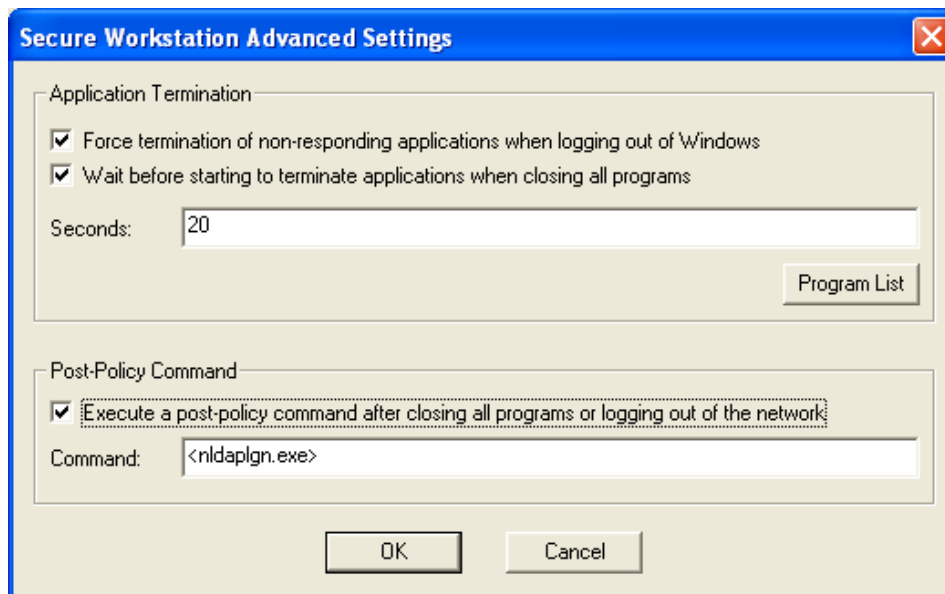 Secure Workstation Advanced Settings
Application Termination
Force termination of non-responding applications when logging out of Windows
Wait before starting to terminate applications when closing all programs
Seconds: 20
Program List
Post-Policy Command
Execute a post-policy command after closing all programs or logging out of the network
Command: <nldaplgn.exe>
OK Cancel